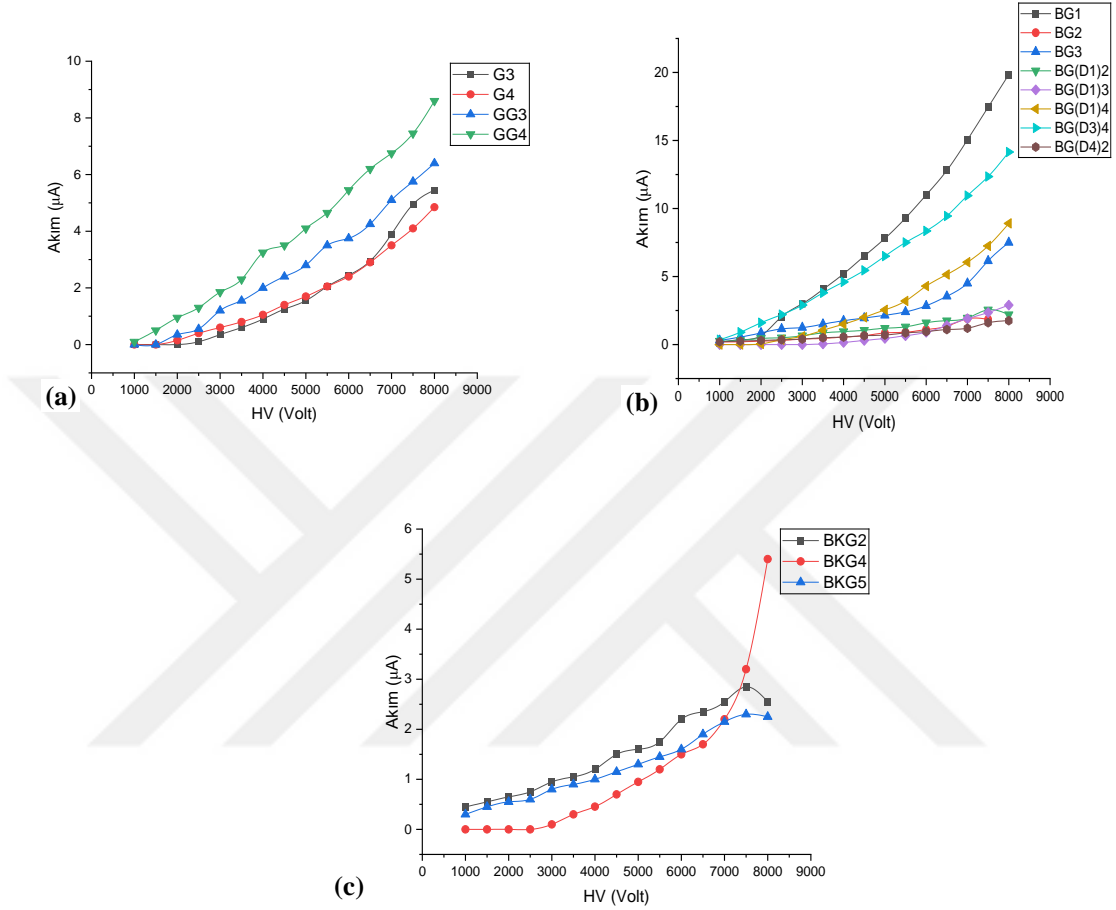 10
8
6
4
2
0
Akım (µA)
0 1000 2000 3000 4000 5000 6000 7000 8000 9000
HV (Volt)
G3
G4
GG3
GG4
(a)
20
15
10
5
0
Akım (µA)
0 1000 2000 3000 4000 5000 6000 7000 8000 9000
HV (Volt)
BG1
BG2
BG3
BG(D1)2
BG(D1)3
BG(D1)4
BG(D3)4
BG(D4)2
(b)
6
5
4
3
2
1
0
Akım (µA)
0 1000 2000 3000 4000 5000 6000 7000 8000 9000
HV (Volt)
BKG2
BKG4
BKG5
(c)